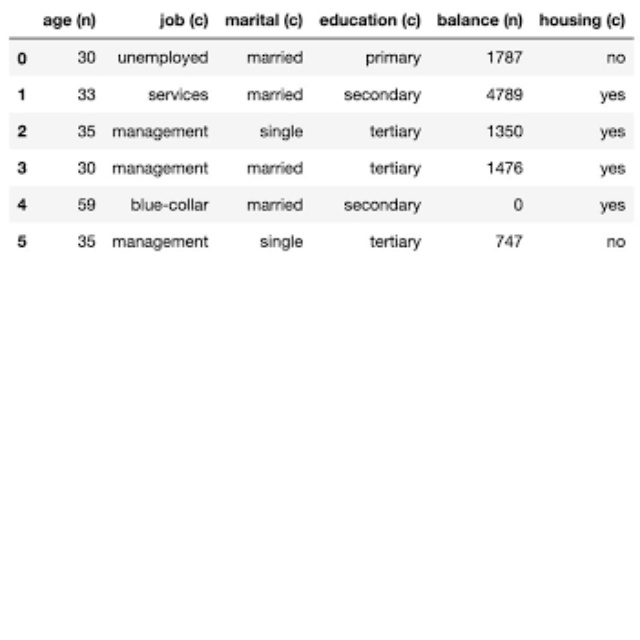 age (n) job (c) marital (c) education (c) balance (n) housing (c)
0 30 unemployed married primary 1787 no
1 33 services married secondary 4789 yes
2 35 management single tertiary 1350 yes
3 30 management married tertiary 1476 yes
4 59 blue-collar married secondary 0 yes
5 35 management single tertiary 747 no